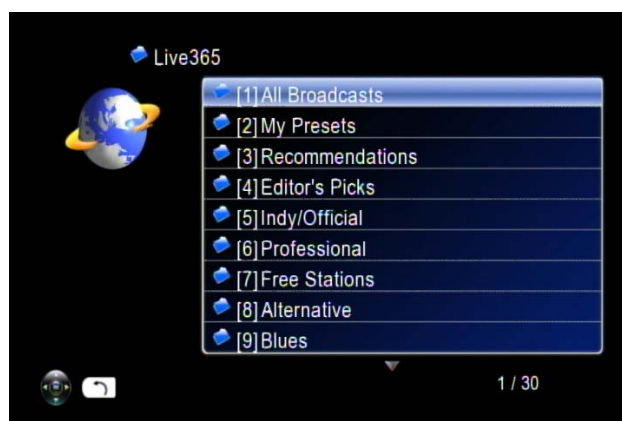 Live365
[1]All Broadcasts
[2]My Presets
[3]Recommendations
[4]Editor's Picks
[5]Indy/Official
[6]Professional
[7]Free Stations
[8]Alternative
[9]Blues
1 / 30